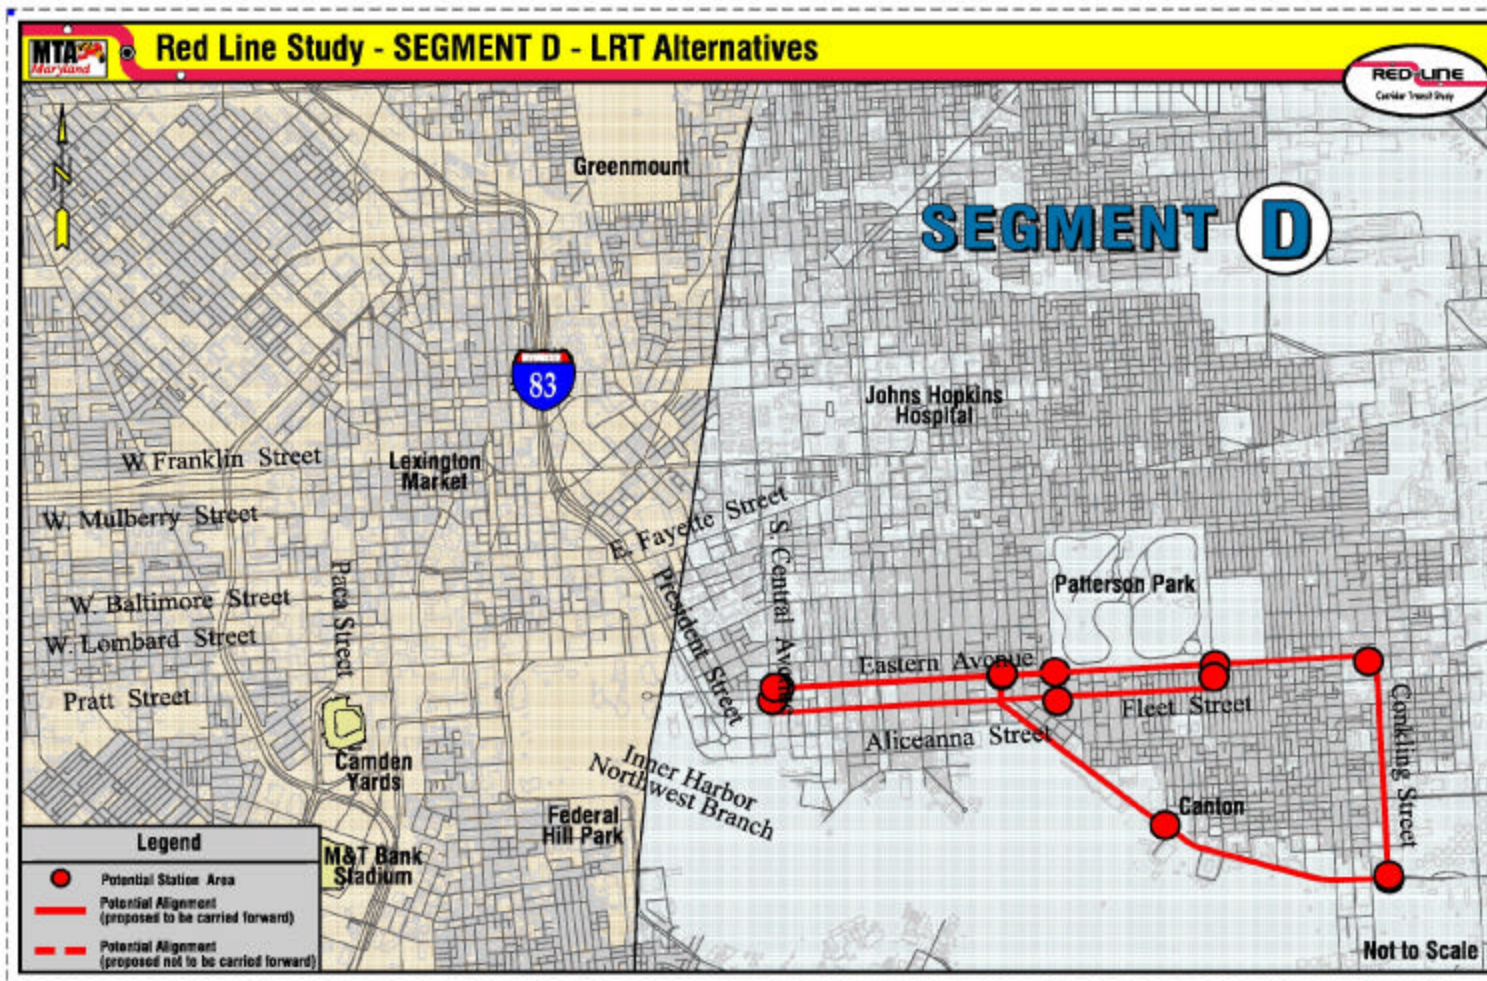 MTA
Maryland
Red Line Study - SEGMENT D - LRT Alternatives
RED LINE
Corridor Transit Study
N
Greenmount
SEGMENT D
83
Johns Hopkins
Hospital
W Franklin Street
Lexington
Market
W. Mulberry Street
E. Fayette Street
S. Central Avenue
Paca Street
President Street
Patterson Park
W. Baltimore Street
W. Lombard Street
Eastern Avenue
Pratt Street
Fleet Street
Conkling Street
Aliceanna Street
Camden
Yards
Inner Harbor
Northwest Branch
Federal
Hill Park
Canton
M&T Bank
Stadium
Legend
Potential Station Area
Potential Alignment
(proposed to be carried forward)
Potential Alignment
(proposed not to be carried forward)
Not to Scale